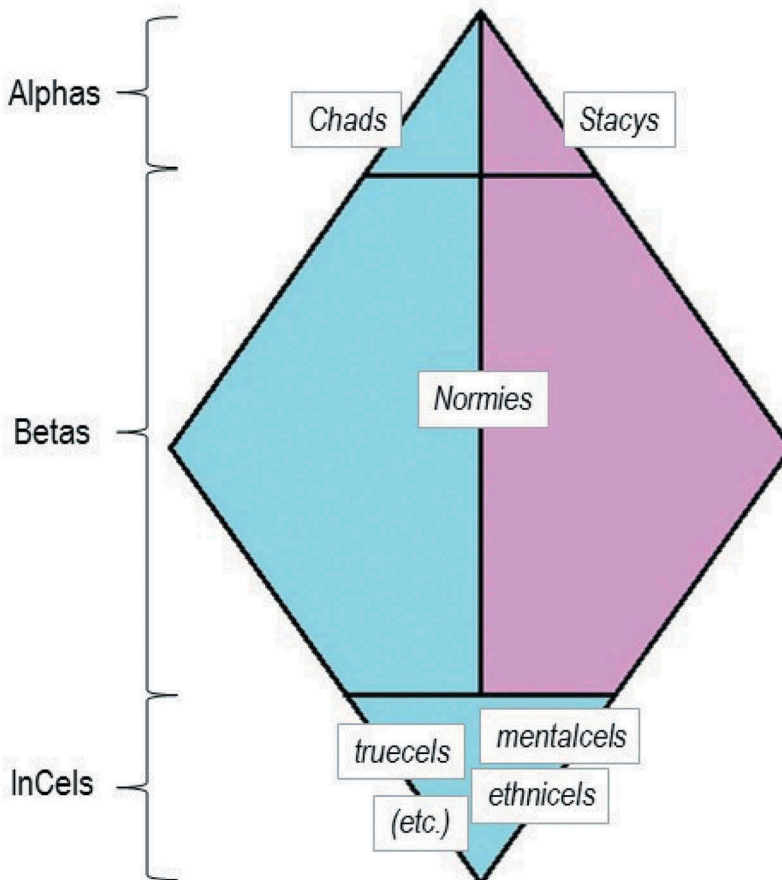 Alphas
Chads
Stacys
Betas
Normies
InCels
truecels
mentalcels
ethnicels
(etc.)